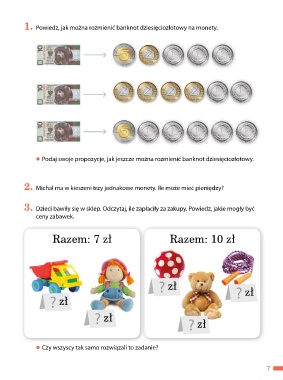 1. Powiedz, jak można rozmienić banknot dziesięciozłotowy na monety.
• Podaj swoje propozycje, jak jeszcze można rozmienić banknot dziesięciozłotowy.
2. Michał ma w kieszeni trzy jednakowe monety. Ile może mieć pieniędzy?
3. Dzieci bawiły się w sklep. Odczytaj, ile zapłaciły za zakupy. Powiedz, jakie mogły być
ceny zabawek.
Razem: 7 zł
Razem: 10 zł
? zł
? zł
? zł
? zł
? zł
• Czy wszyscy tak samo rozwiązali to zadanie?
7